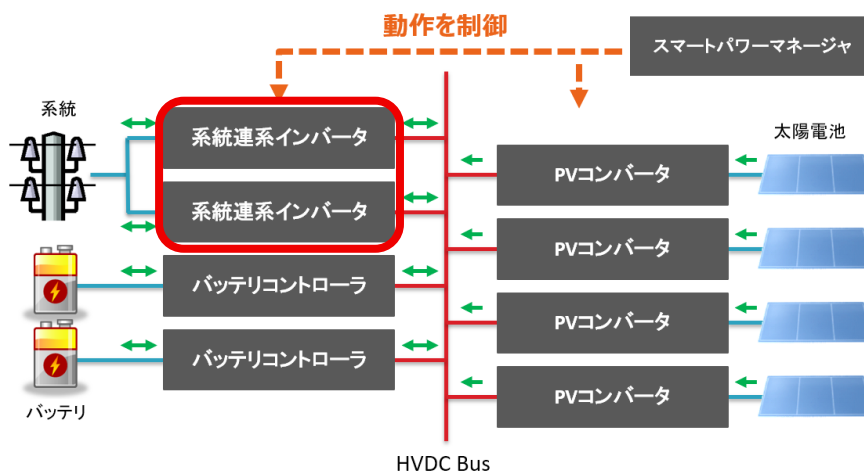 動作を制御
スマートパワーマネージャ
系統
系統連系インバータ
系統連系インバータ
バッテリコントローラ
バッテリコントローラ
バッテリ
太陽電池
PVコンバータ
PVコンバータ
PVコンバータ
PVコンバータ
HVDC Bus